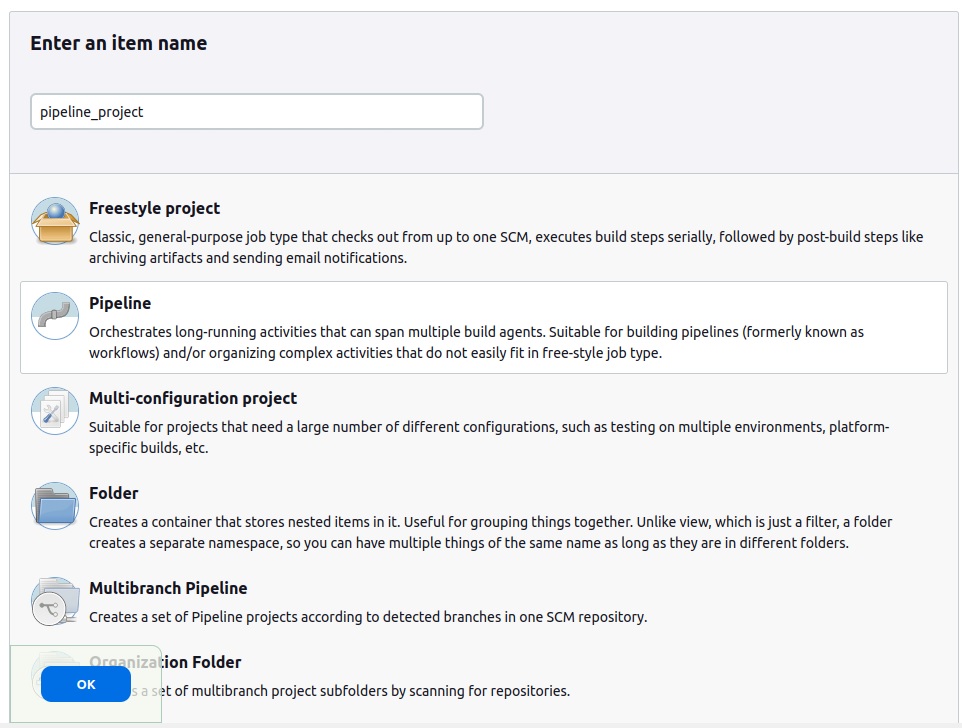 Enter an item name
pipeline_project
Freestyle project
Classic, general-purpose job type that checks out from up to one SCM, executes build steps serially, followed by post-build steps like
archiving artifacts and sending email notifications.
Pipeline
Orchestrates long-running activities that can span multiple build agents. Suitable for building pipelines (formerly known as
workflows) and/or organizing complex activities that do not easily fit in free-style job type.
Multi-configuration project
Suitable for projects that need a large number of different configurations, such as testing on multiple environments, platform-
specific builds, etc.
Folder
Creates a container that stores nested items in it. Useful for grouping things together. Unlike view, which is just a filter, a folder
creates a separate namespace, so you can have multiple things of the same name as long as they are in different folders.
Multibranch Pipeline
Creates a set of Pipeline projects according to detected branches in one SCM repository.
Organization Folder
OK
a set of multibranch project subfolders by scanning for repositories.